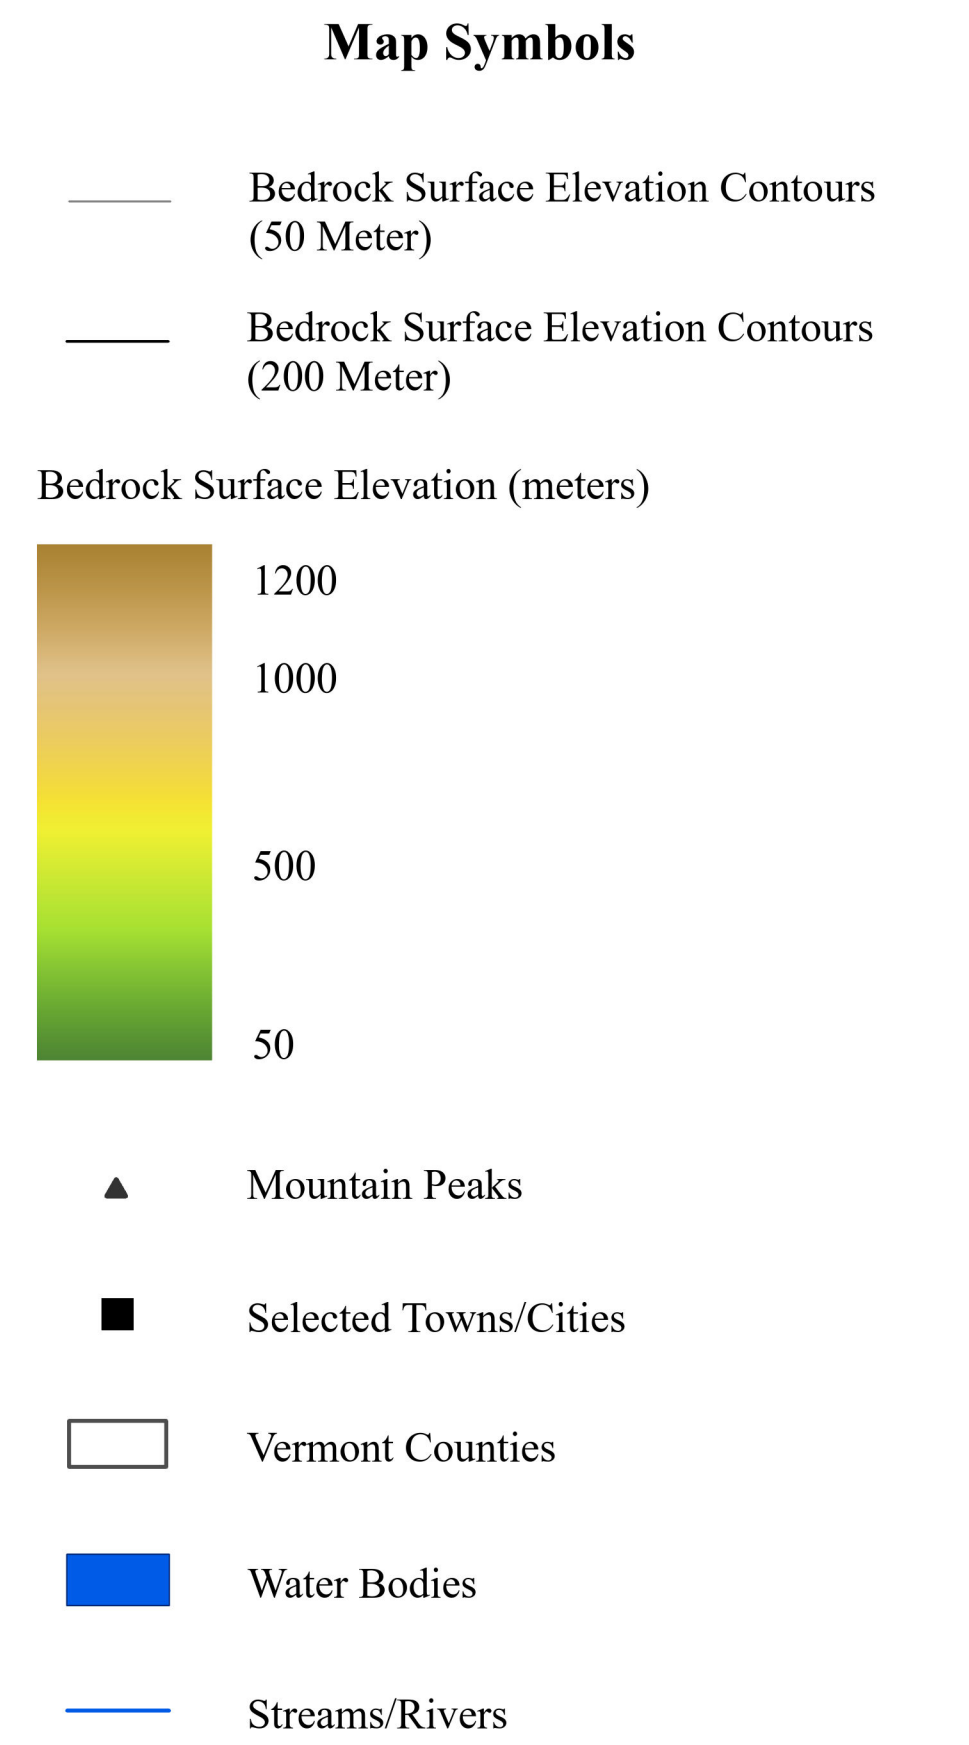 Map Symbols
Bedrock Surface Elevation Contours
(50 Meter)
Bedrock Surface Elevation Contours
(200 Meter)
Bedrock Surface Elevation (meters)
1200
1000
500
50
Mountain Peaks
Selected Towns/Cities
Vermont Counties
Water Bodies
Streams/Rivers